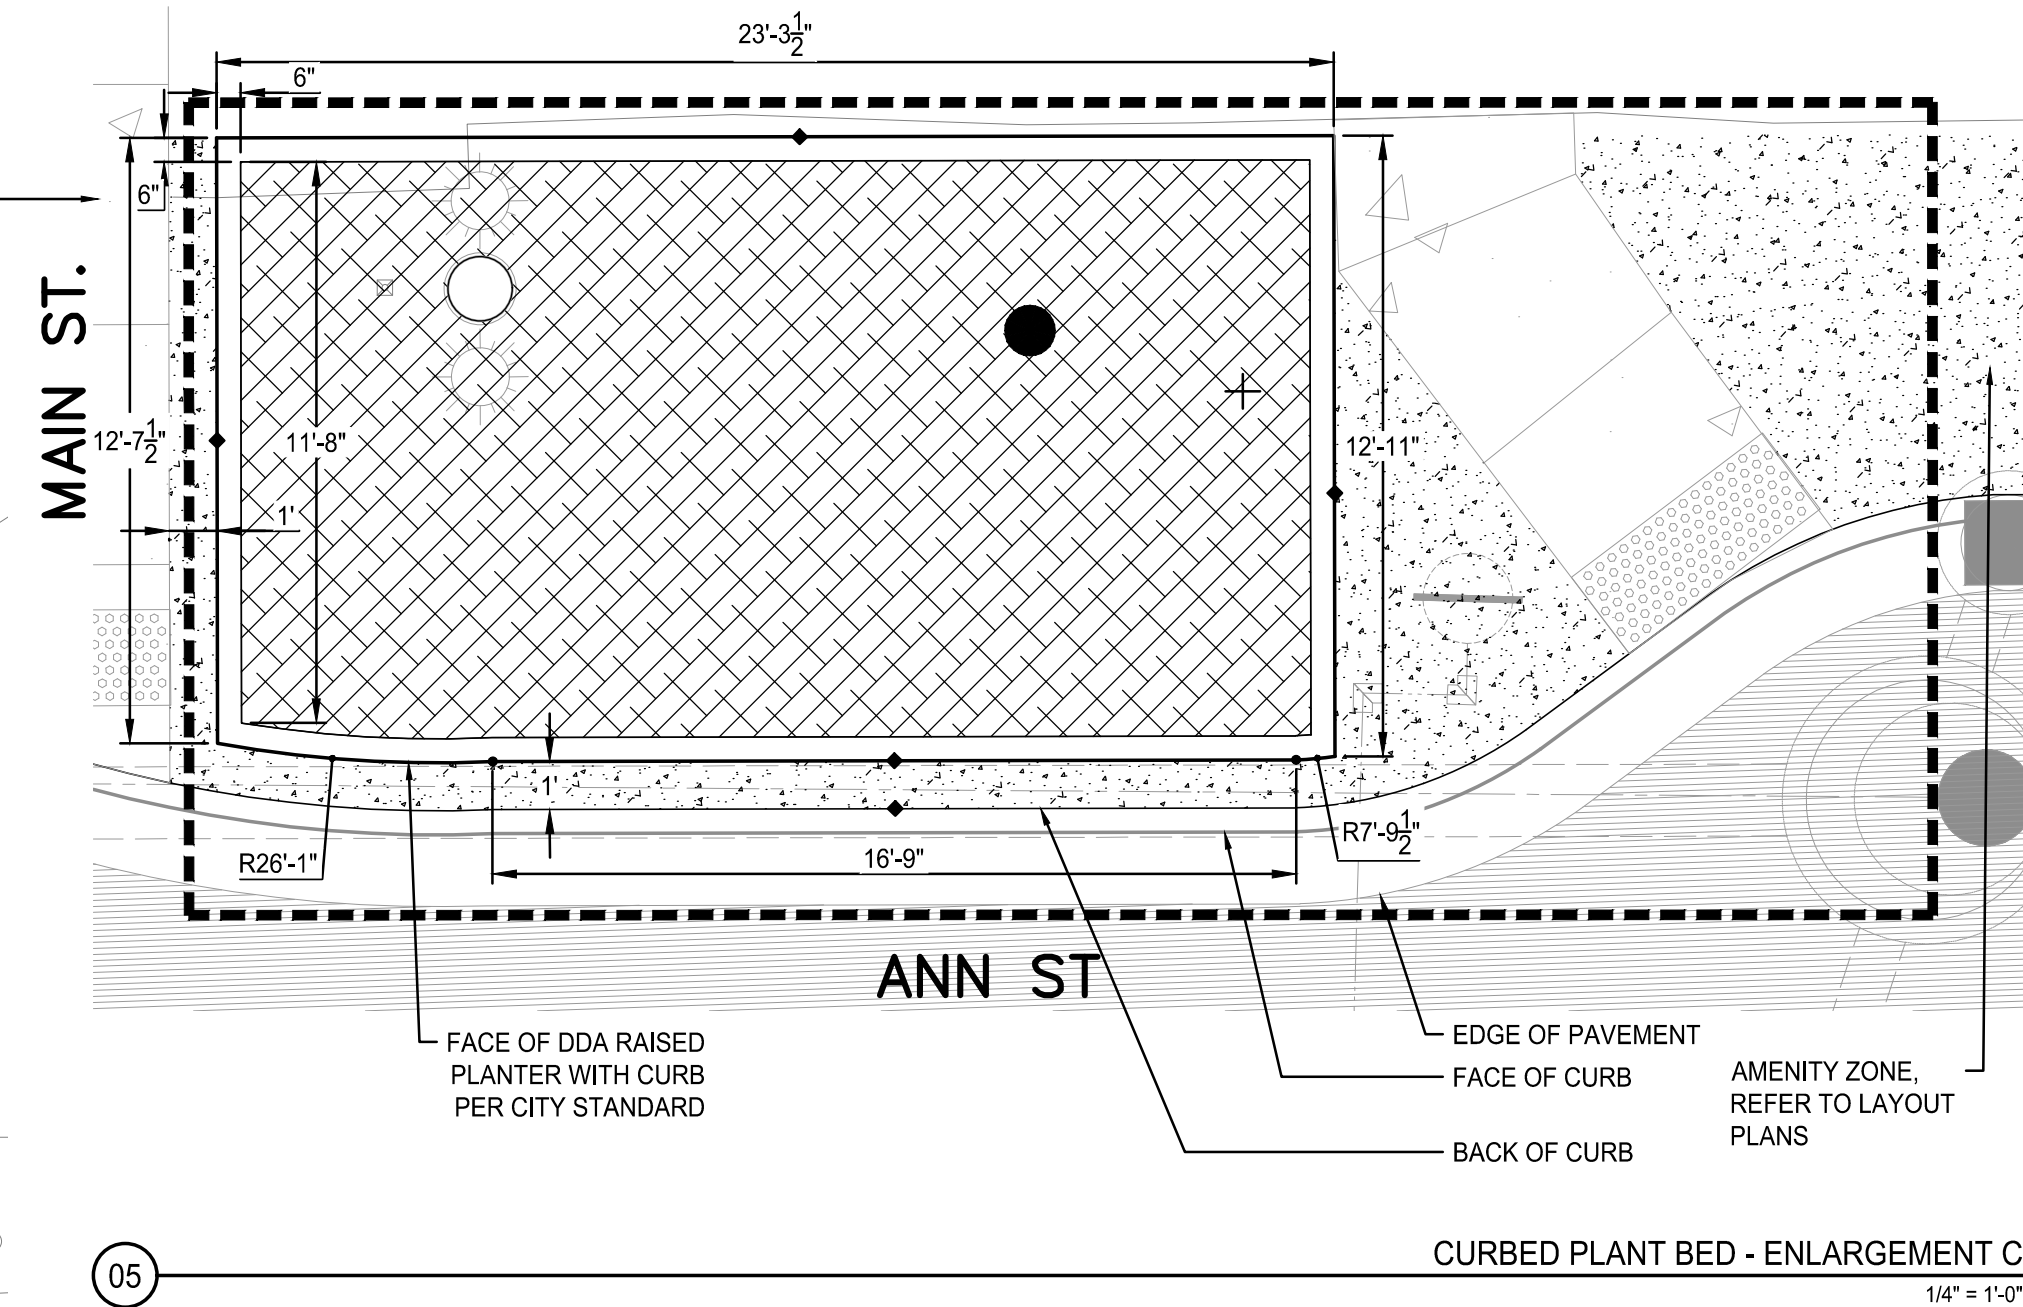 23'-3 1/2"
6"
6"
MAIN ST.
12'-7 1/2"
11'-8"
12'-11"
1'
1'
R26'-1"
16'-9"
R7'-9 1/2"
ANN ST
FACE OF DDA RAISED
PLANTER WITH CURB
PER CITY STANDARD
EDGE OF PAVEMENT
FACE OF CURB
BACK OF CURB
AMENITY ZONE,
REFER TO LAYOUT
PLANS
05
CURBED PLANT BED - ENLARGEMENT C
1/4" = 1'-0"